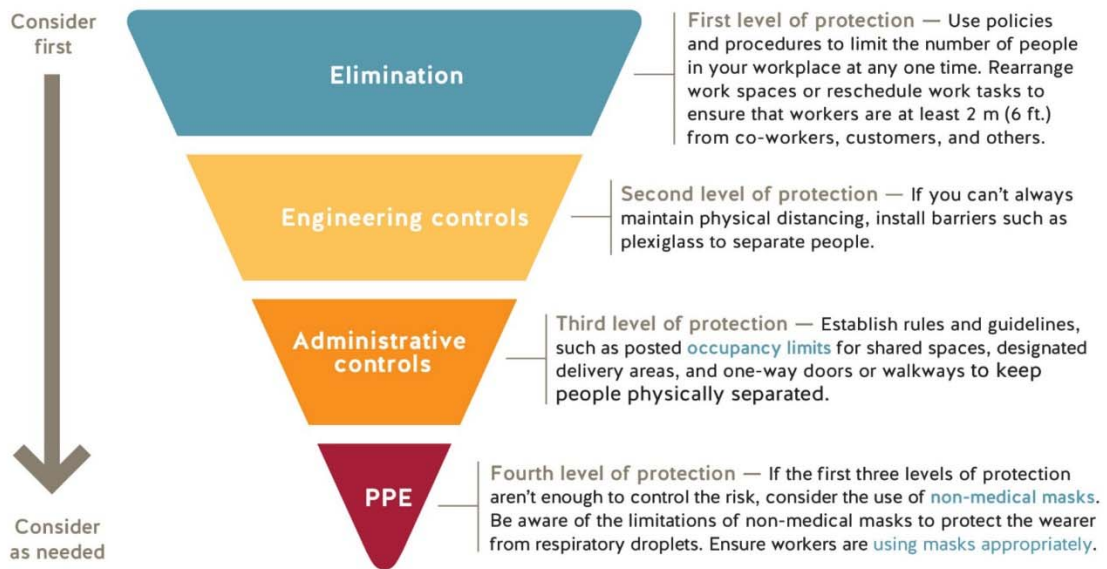 Consider
first
Elimination
First level of protection — Use policies
and procedures to limit the number of people
in your workplace at any one time. Rearrange
work spaces or reschedule work tasks to
ensure that workers are at least 2 m (6 ft.)
from co-workers, customers, and others.
Engineering controls
Second level of protection — If you can’t always
maintain physical distancing, install barriers such as
plexiglass to separate people.
Administrative
controls
Third level of protection — Establish rules and guidelines,
such as posted occupancy limits for shared spaces, designated
delivery areas, and one-way doors or walkways to keep
people physically separated.
PPE
Fourth level of protection — If the first three levels of protection
aren’t enough to control the risk, consider the use of non-medical masks.
Be aware of the limitations of non-medical masks to protect the wearer
from respiratory droplets. Ensure workers are using masks appropriately.
Consider
as needed